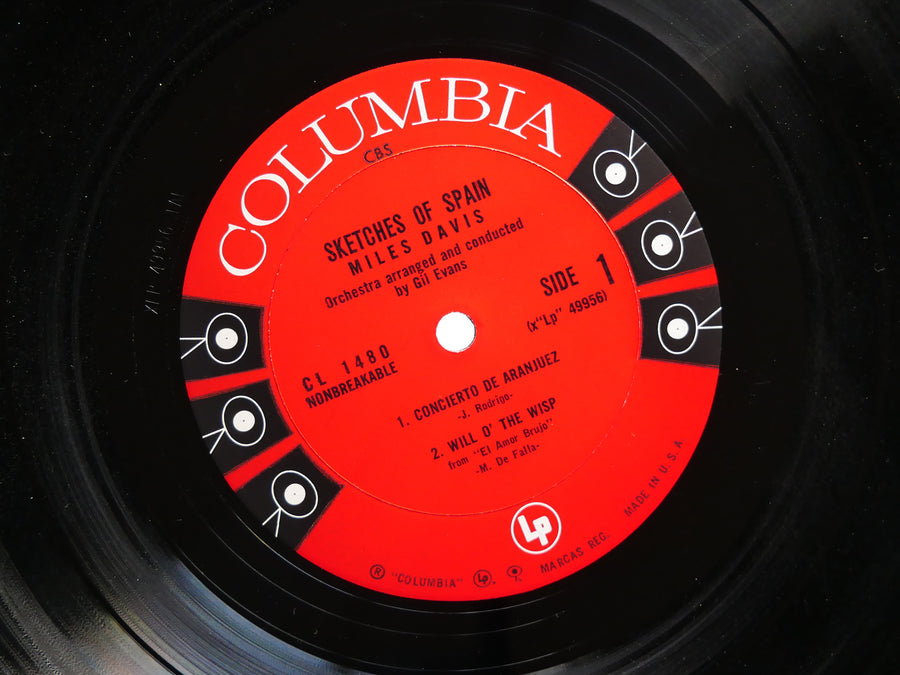 COLUMBIA
CBS
SKETCHES OF SPAIN
MILES DAVIS
Orchestra arranged and conducted
by Gil Evans
SIDE 1
(x"Lp" 49956)
CL 1480
NONBREAKABLE
1. CONCIERTO DE ARANJUEZ
-J. Rodrigo-
2. WILL O' THE WISP
from "El Amor Brujo"
-M. De Falla-
Lp
® "COLUMBIA" Lp MARCAS REG. MADE IN U.S.A